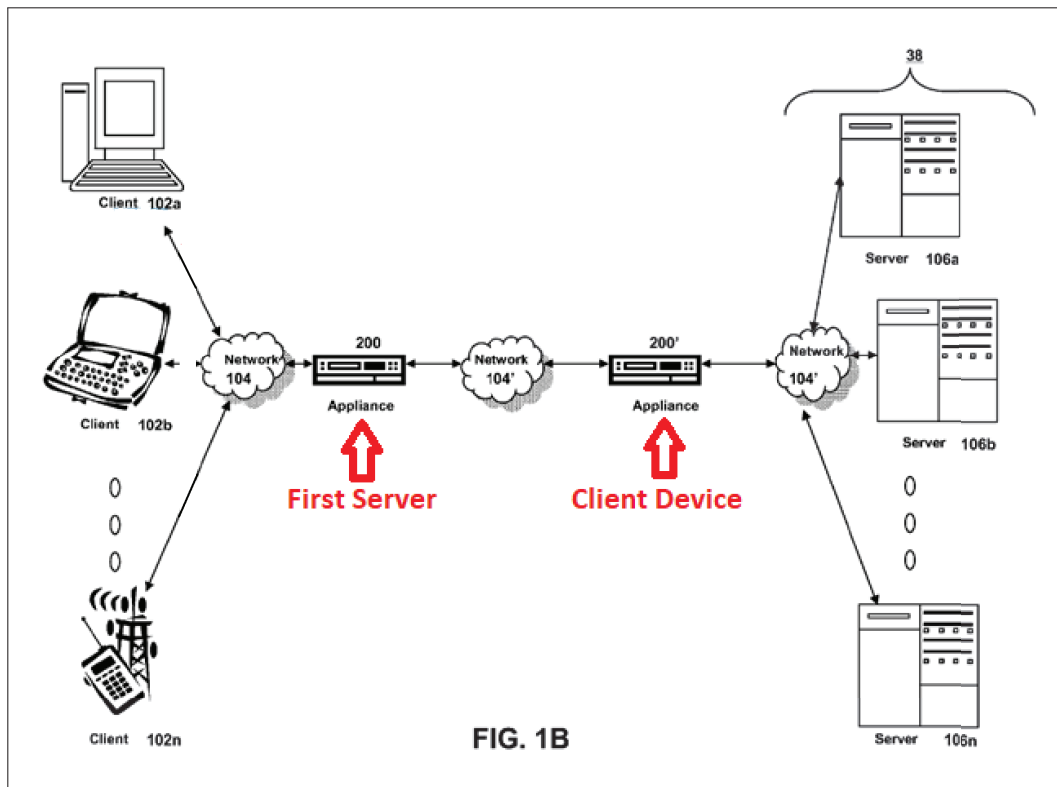 38
Client 102a
Server 106a
Client 102b
Network
104
200
Appliance
Network
104'
200'
Appliance
Network
104'
Server 106b
First Server
Client Device
Client 102n
FIG. 1B
Server 106n